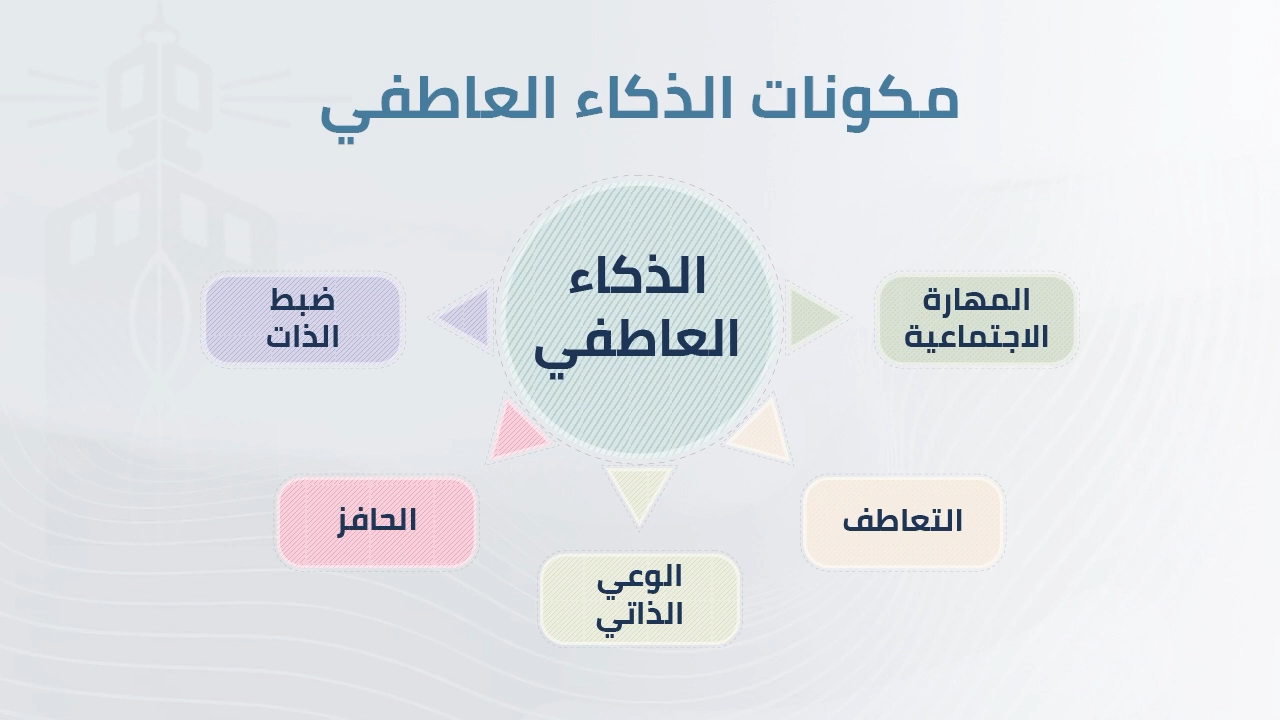 مكونات الذكاء العاطفي
الذكاء
العاطفي
المهارة
الاجتماعية
ضبط
الذات
التعاطف
الحافز
الوعي
الذاتي